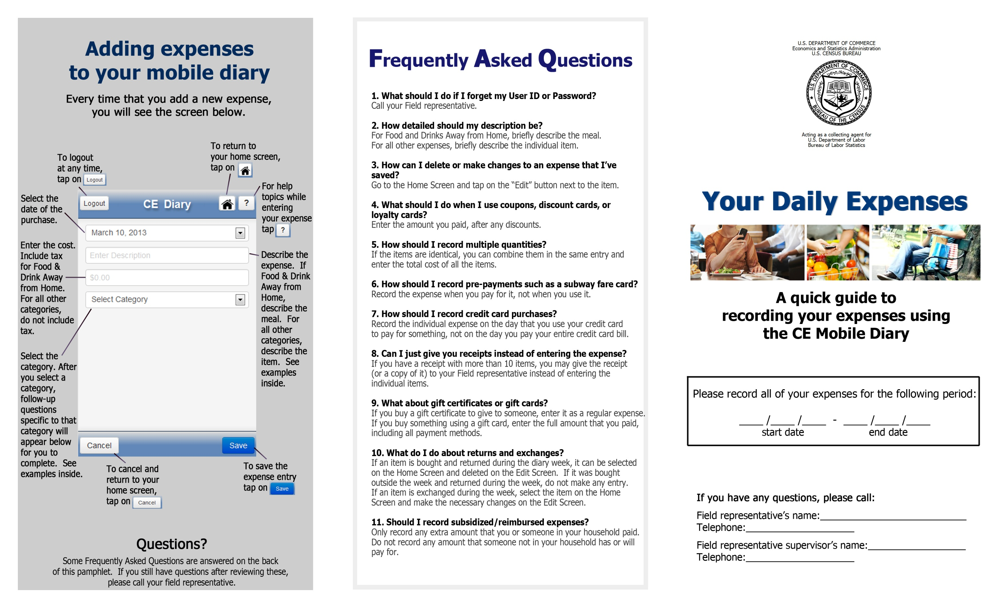 Adding expenses
to your mobile diary
Every time that you add a new expense,
you will see the screen below.
To logout
at any time,
tap on Logout
To return to
your home screen,
tap on
For help
topics while
entering
your expense
tap ?
Select the
date of the
purchase.
Enter the cost.
Include tax
for Food &
Drink Away
from Home.
For all other
categories,
do not include
tax.
Select the
category. After
you select a
category,
follow-up
questions
specific to that
category will
appear below
for you to
complete. See
examples inside.
Logout CE Diary ?
March 10, 2013
Enter Description
$0.00
Select Category
Cancel Save
Describe the
expense. If
Food & Drink
Away from
Home,
describe the
meal. For
all other
categories,
describe the
item. See
examples
inside.
To cancel and
return to your
home screen,
tap on Cancel
To save the
expense entry
tap on Save
Questions?
Some Frequently Asked Questions are answered on the back
of this pamphlet. If you still have questions after reviewing these,
please call your field representative.
Frequently Asked Questions
1. What should I do if I forget my User ID or Password?
Call your Field representative.
2. How detailed should my description be?
For Food and Drinks Away from Home, briefly describe the meal.
For all other expenses, briefly describe the individual item.
3. How can I delete or make changes to an expense that I’ve
saved?
Go to the Home Screen and tap on the “Edit” button next to the item.
4. What should I do when I use coupons, discount cards, or
loyalty cards?
Enter the amount you paid, after any discounts.
5. How should I record multiple quantities?
If the items are identical, you can combine them in the same entry and
enter the total cost of all the items.
6. How should I record pre-payments such as a subway fare card?
Record the expense when you pay for it, not when you use it.
7. How should I record credit card purchases?
Record the individual expense on the day that you use your credit card
to pay for something, not on the day you pay your entire credit card bill.
8. Can I just give you receipts instead of entering the expense?
If you have a receipt with more than 10 items, you may give the receipt
(or a copy of it) to your Field representative instead of entering the
individual items.
9. What about gift certificates or gift cards?
If you buy a gift certificate to give to someone, enter it as a regular expense.
If you buy something using a gift card, enter the full amount that you paid,
including all payment methods.
10. What do I do about returns and exchanges?
If an item is bought and returned during the diary week, it can be selected
on the Home Screen and deleted on the Edit Screen. If it was bought
outside the week and returned during the week, do not make any entry.
If an item is exchanged during the week, select the item on the Home
Screen and make the necessary changes on the Edit Screen.
11. Should I record subsidized/reimbursed expenses?
Only record any extra amount that you or someone in your household paid.
Do not record any amount that someone not in your household has or will
pay for.
U.S. DEPARTMENT OF COMMERCE
Economics and Statistics Administration
U.S. CENSUS BUREAU
U.S. DEPARTMENT OF COMMERCE
BUREAU OF THE CENSUS
Acting as a collecting agent for
U.S. Department of Labor
Bureau of Labor Statistics
Your Daily Expenses
A quick guide to
recording your expenses using
the CE Mobile Diary
Please record all of your expenses for the following period:
____ /____ /____ - ____ /____ /____
start date end date
If you have any questions, please call:
Field representative’s name:___________________________
Telephone:____________________
Field representative supervisor’s name:__________________
Telephone:____________________